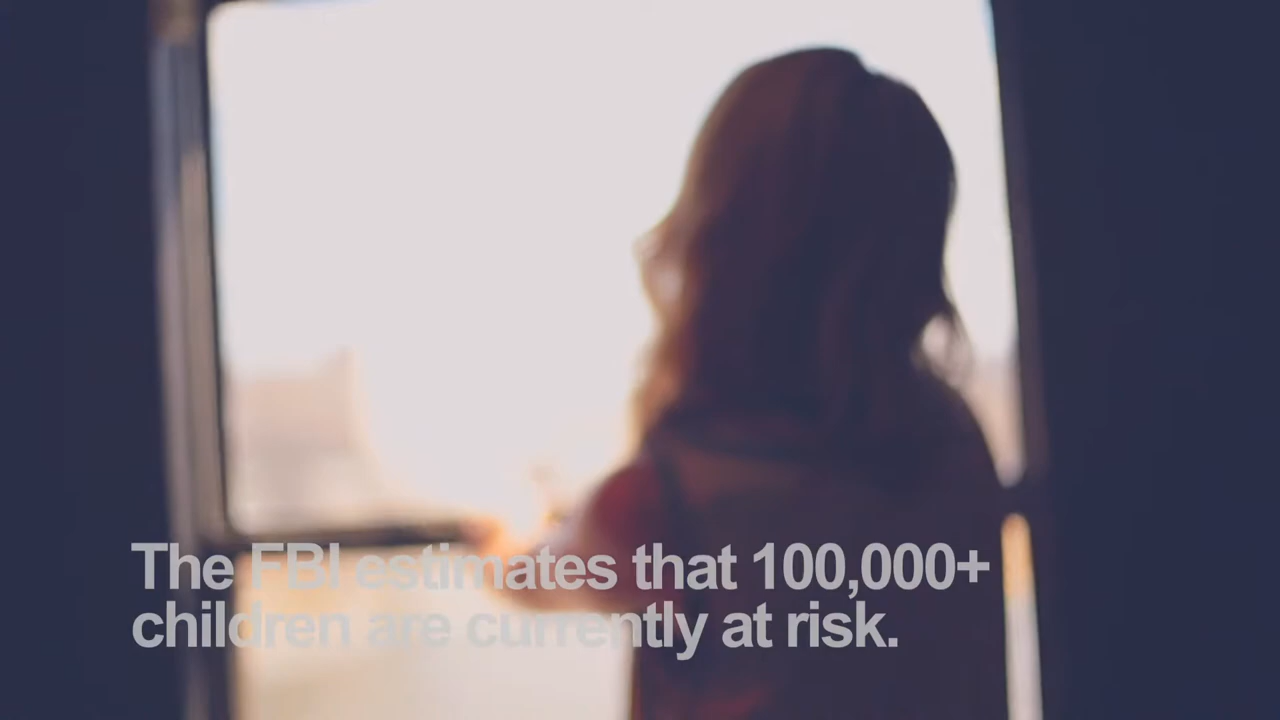 The FBI estimates that 100,000+
children are currently at risk.